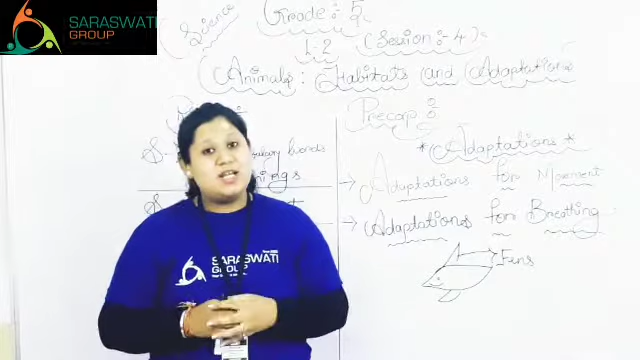 SARASWATI
GROUP
Science
Grade :- 5
L.2 (Session :- 4)
Animals : Habitats and Adaptations
Precap :
* Adaptations *
→ Adaptations for Movement
→ Adaptations for Breathing
Fins
SARASWATI
GROUP